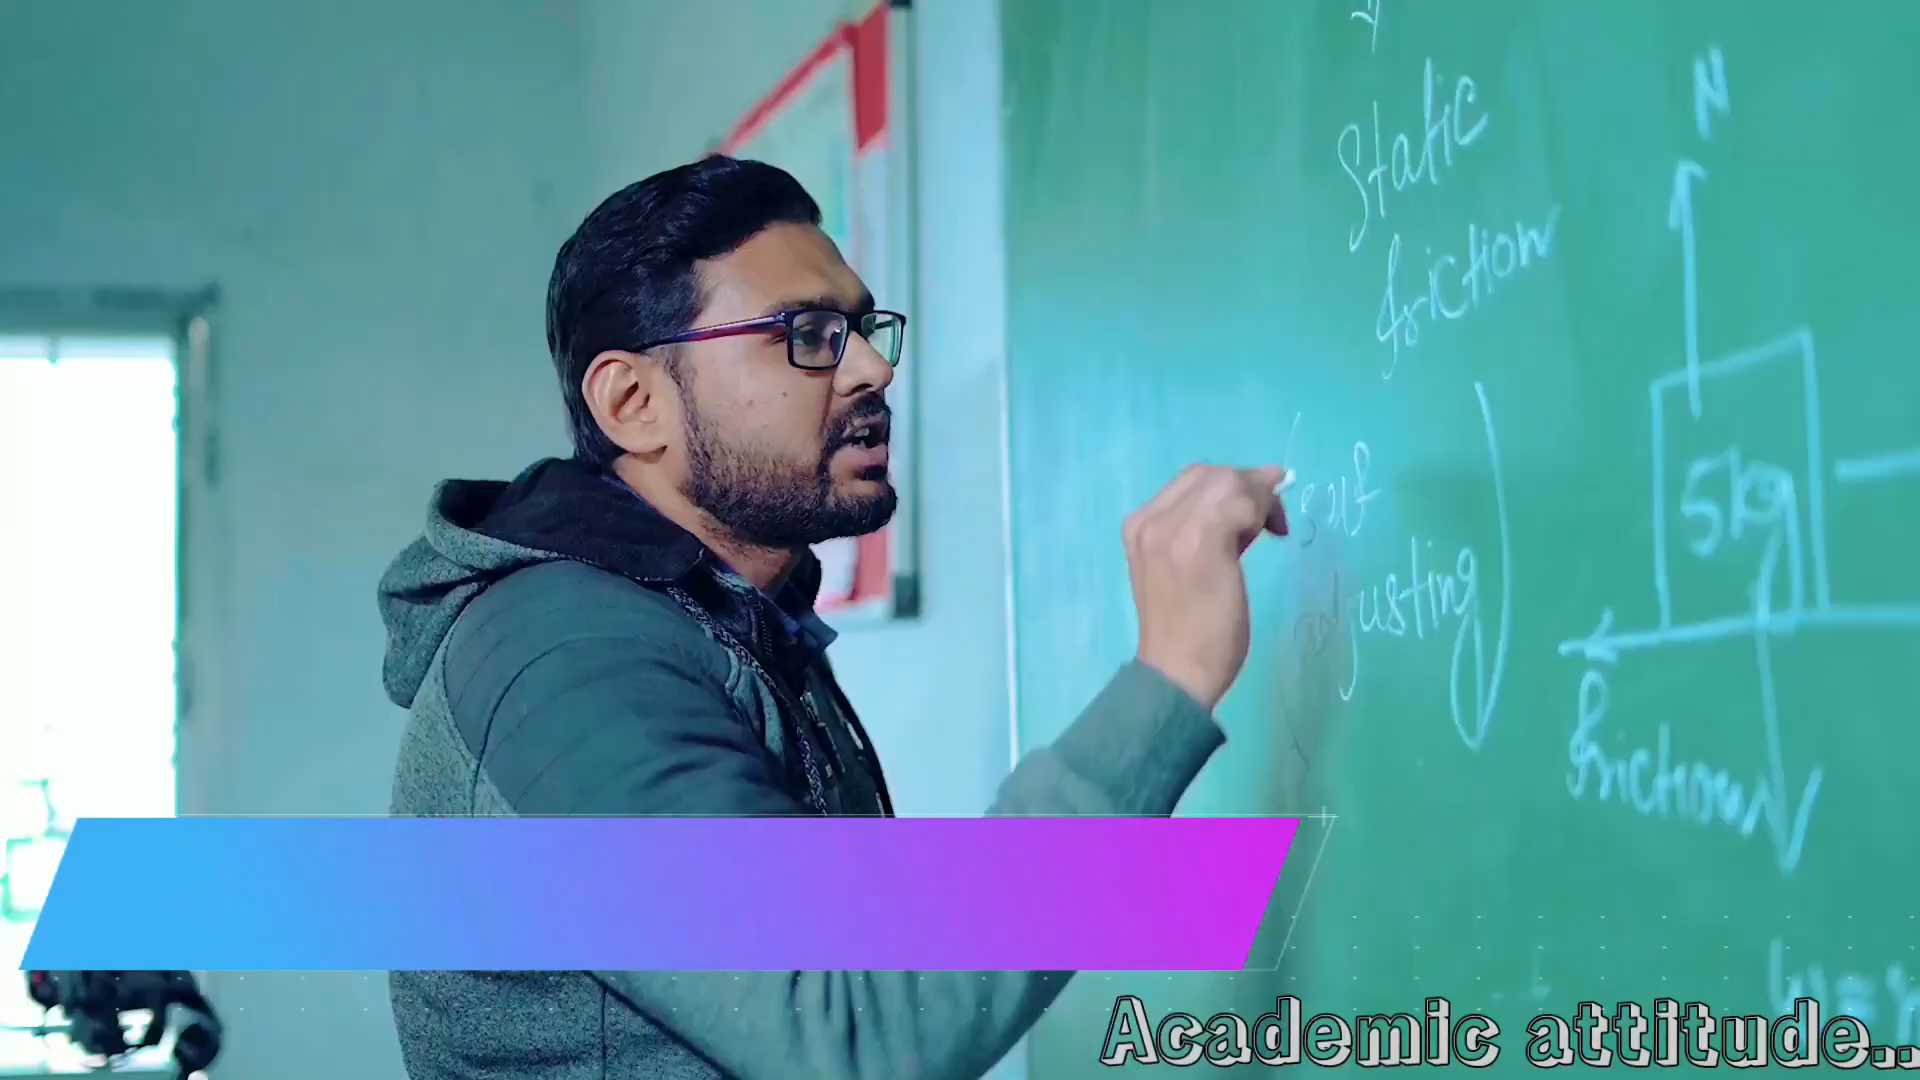 Static
friction
N
5kg
self
adjusting
friction
Academic attitude..